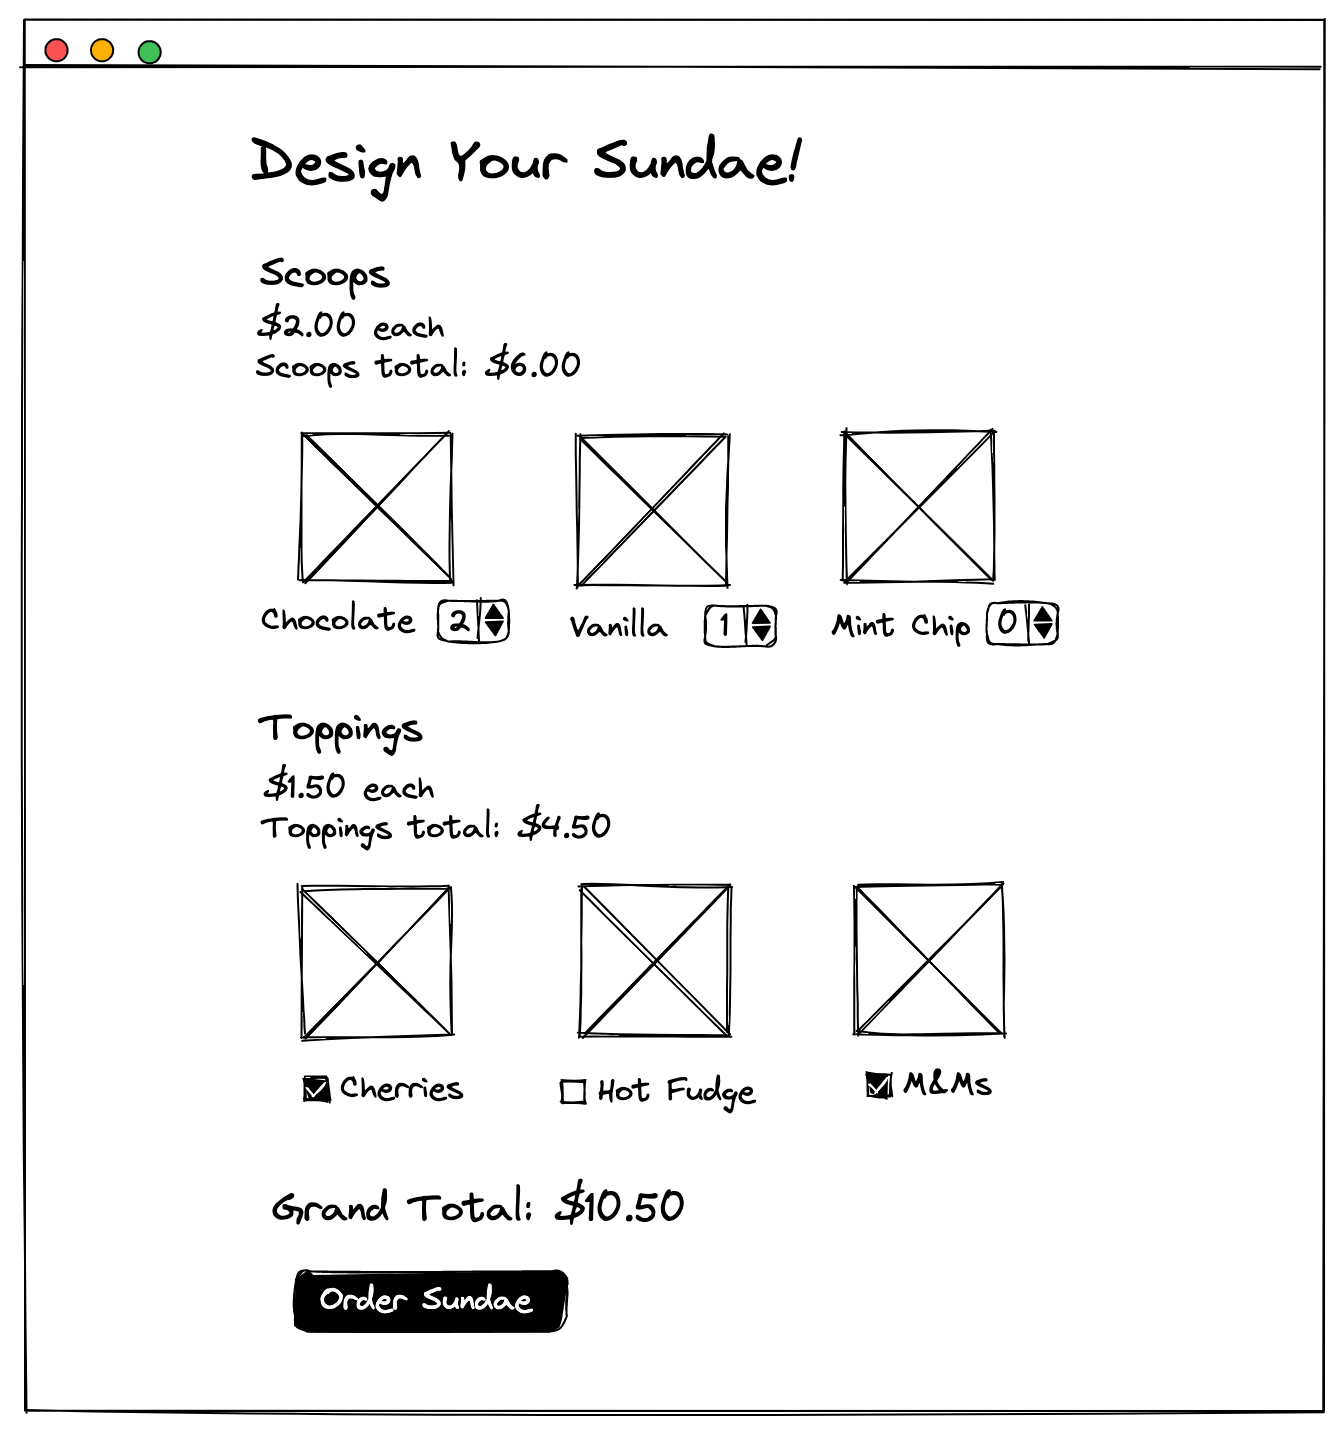 Design Your Sundae!
Scoops
$2.00 each
Scoops total: $6.00
Chocolate 2 Vanilla 1 Mint Chip 0
Toppings
$1.50 each
Toppings total: $4.50
Cherries Hot Fudge M&Ms
Grand Total: $10.50
Order Sundae